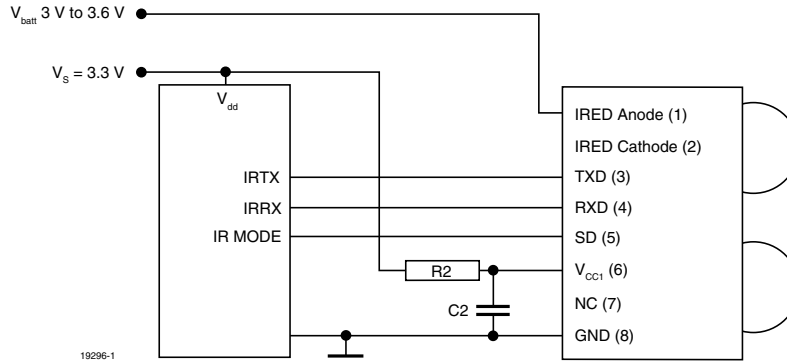 V_batt 3 V to 3.6 V
V_S = 3.3 V
V_dd
IRED Anode (1)
IRED Cathode (2)
IRTX
TXD (3)
IRRX
RXD (4)
IR MODE
SD (5)
R2
V_CC1 (6)
C2
NC (7)
GND (8)
19296-1